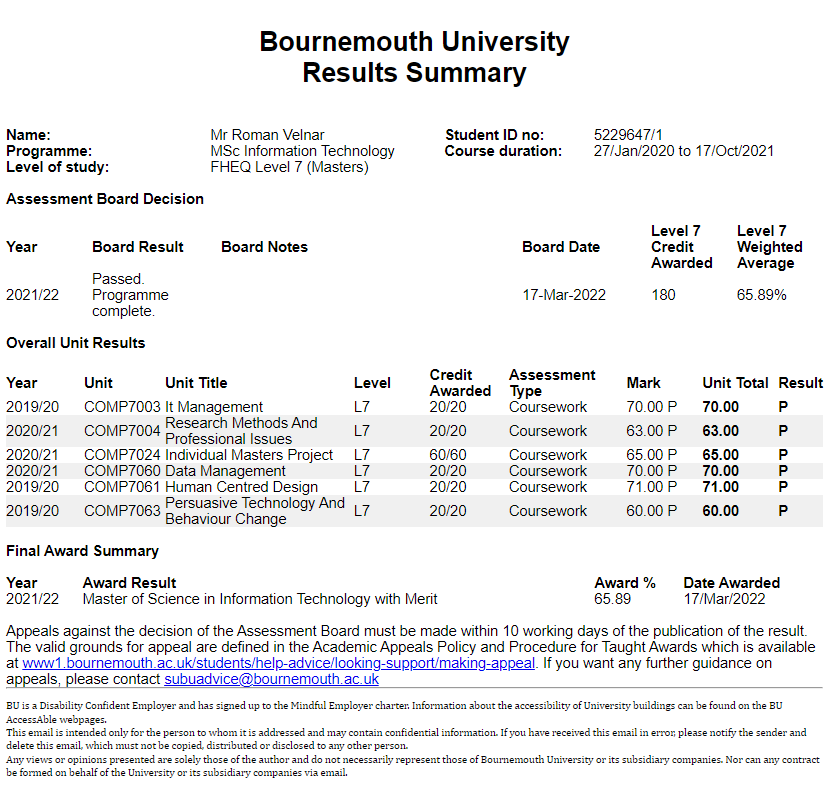 Bournemouth University
Results Summary
Name: Mr Roman Velnar Student ID no: 5229647/1
Programme: MSc Information Technology Course duration: 27/Jan/2020 to 17/Oct/2021
Level of study: FHEQ Level 7 (Masters)
Assessment Board Decision
Year Board Result Board Notes Board Date Level 7 Credit Awarded Level 7 Weighted Average
2021/22 Passed. Programme complete. 17-Mar-2022 180 65.89%
Overall Unit Results
Year Unit Unit Title Level Credit Awarded Assessment Type Mark Unit Total Result
2019/20 COMP7003 It Management L7 20/20 Coursework 70.00 P 70.00 P
2020/21 COMP7004 Research Methods And Professional Issues L7 20/20 Coursework 63.00 P 63.00 P
2020/21 COMP7024 Individual Masters Project L7 60/60 Coursework 65.00 P 65.00 P
2020/21 COMP7060 Data Management L7 20/20 Coursework 70.00 P 70.00 P
2019/20 COMP7061 Human Centred Design L7 20/20 Coursework 71.00 P 71.00 P
2019/20 COMP7063 Persuasive Technology And Behaviour Change L7 20/20 Coursework 60.00 P 60.00 P
Final Award Summary
Year Award Result Award % Date Awarded
2021/22 Master of Science in Information Technology with Merit 65.89 17/Mar/2022
Appeals against the decision of the Assessment Board must be made within 10 working days of the publication of the result.
The valid grounds for appeal are defined in the Academic Appeals Policy and Procedure for Taught Awards which is available
at www1.bournemouth.ac.uk/students/help-advice/looking-support/making-appeal. If you want any further guidance on
appeals, please contact subuadvice@bournemouth.ac.uk
BU is a Disability Confident Employer and has signed up to the Mindful Employer charter. Information about the accessibility of University buildings can be found on the BU
AccessAble webpages.
This email is intended only for the person to whom it is addressed and may contain confidential information. If you have received this email in error, please notify the sender and
delete this email, which must not be copied, distributed or disclosed to any other person.
Any views or opinions presented are solely those of the author and do not necessarily represent those of Bournemouth University or its subsidiary companies. Nor can any contract
be formed on behalf of the University or its subsidiary companies via email.